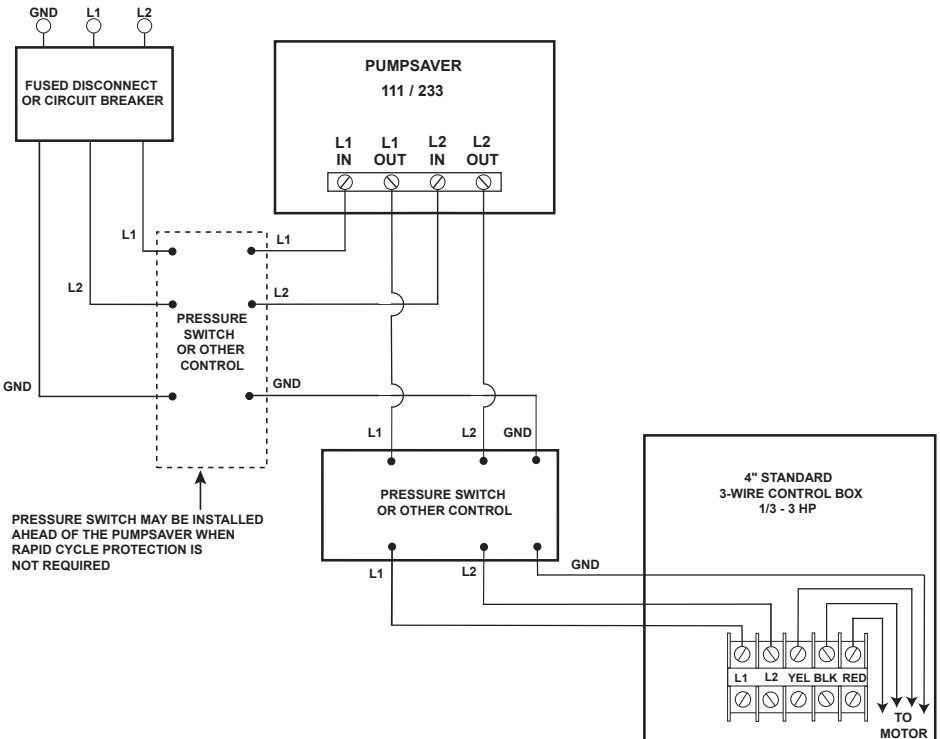 GND L1 L2
FUSED DISCONNECT
OR CIRCUIT BREAKER
PUMPSAVER
111 / 233
L1 L1 L2 L2
IN OUT IN OUT
L1
L1
L2
L2
PRESSURE
SWITCH
OR OTHER
CONTROL
GND
GND
L1 L2 GND
PRESSURE SWITCH
OR OTHER CONTROL
PRESSURE SWITCH MAY BE INSTALLED
AHEAD OF THE PUMPSAVER WHEN
RAPID CYCLE PROTECTION IS
NOT REQUIRED
L1 L2 GND
4" STANDARD
3-WIRE CONTROL BOX
1/3 - 3 HP
L1 L2 YEL BLK RED
TO
MOTOR